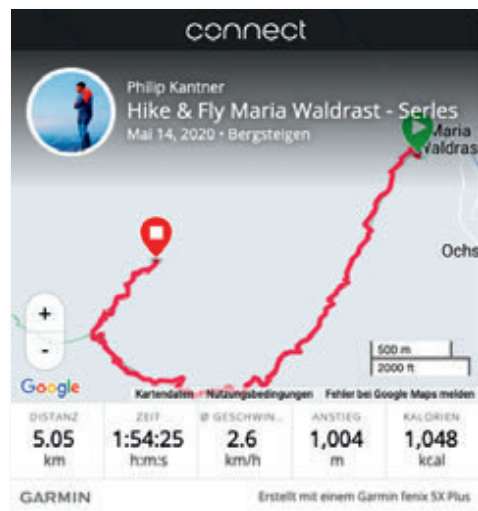 connect
Philip Kantner
Hike & Fly Maria Waldrast - Serles
Mai 14, 2020 • Bergsteigen
Maria
Waldras
Ochs
+
-
500 m
2000 ft
Google
Kartendaten Nutzungsbedingungen Fehler bei Google Maps melden
DISTANZ ZEIT Ø GESCHWIN... ANSTIEG KALORIEN
5.05 1:54:25 2.6 1,004 1,048
km h:m:s km/h m kcal
GARMIN Erstellt mit einem Garmin fenix 5X Plus